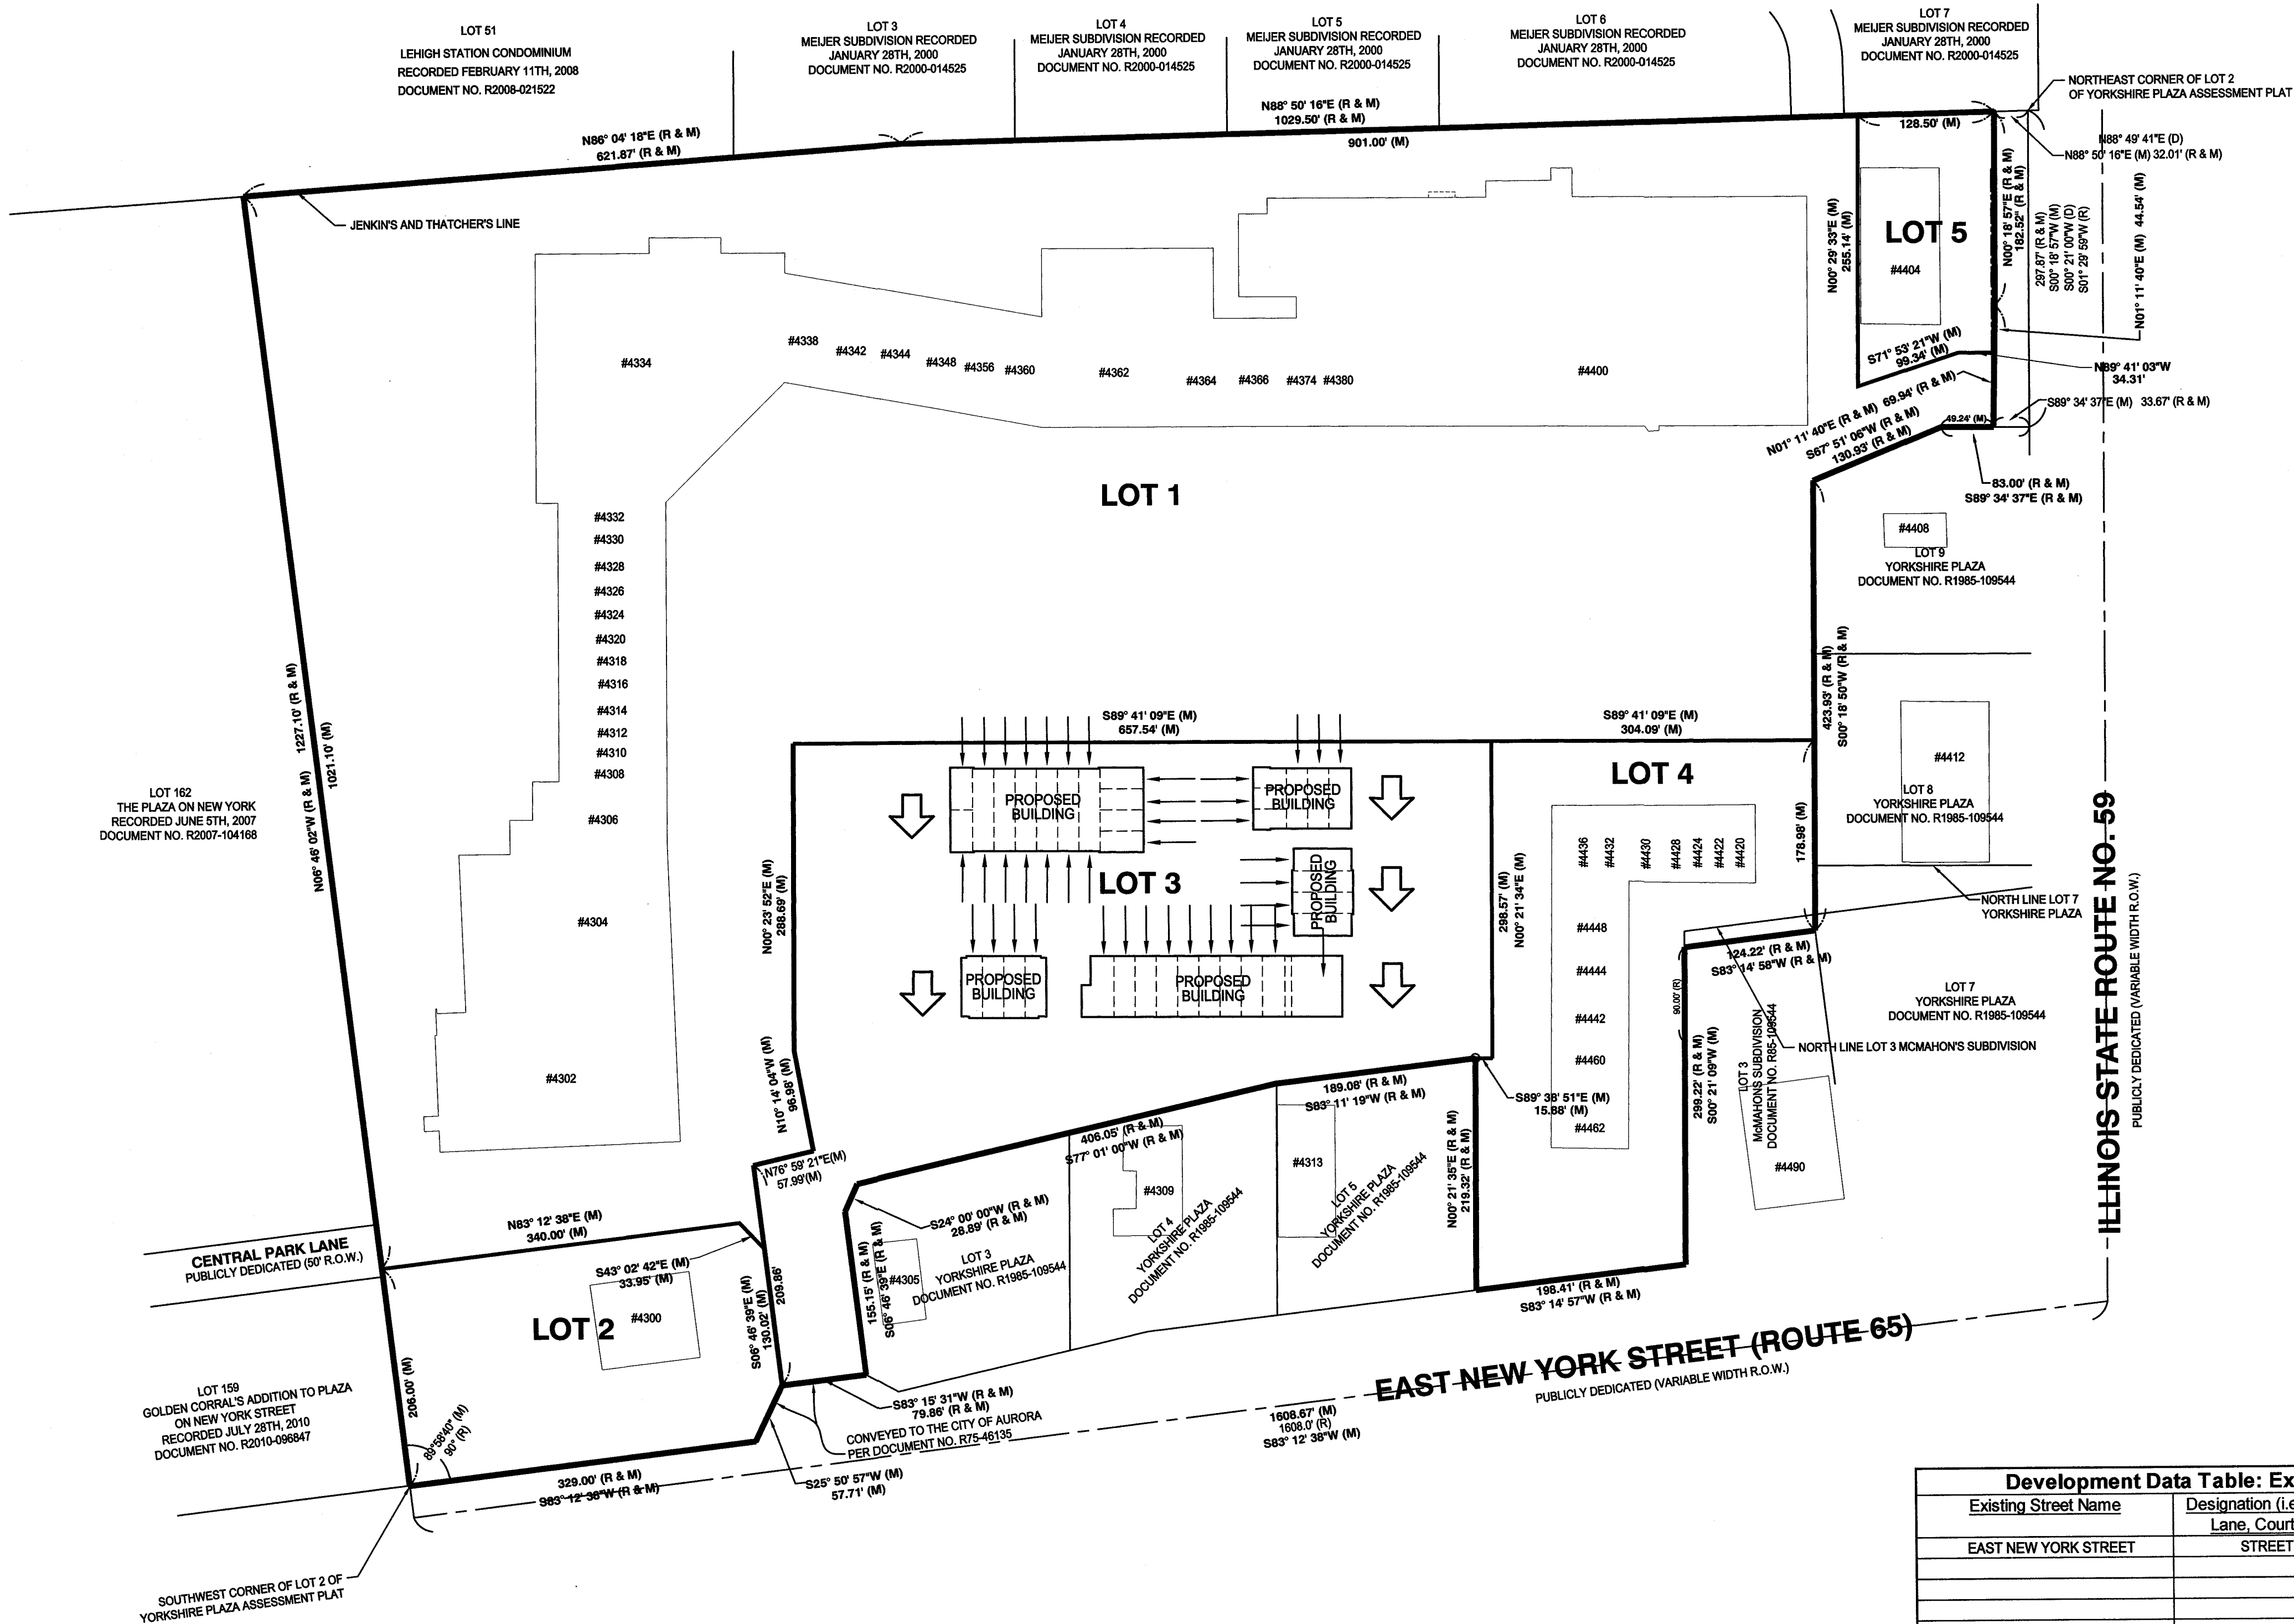 LOT 51
LEHIGH STATION CONDOMINIUM
RECORDED FEBRUARY 11TH, 2008
DOCUMENT NO. R2008-021522
LOT 3
MEIJER SUBDIVISION RECORDED
JANUARY 28TH, 2000
DOCUMENT NO. R2000-014525
LOT 4
MEIJER SUBDIVISION RECORDED
JANUARY 28TH, 2000
DOCUMENT NO. R2000-014525
LOT 5
MEIJER SUBDIVISION RECORDED
JANUARY 28TH, 2000
DOCUMENT NO. R2000-014525
LOT 6
MEIJER SUBDIVISION RECORDED
JANUARY 28TH, 2000
DOCUMENT NO. R2000-014525
LOT 7
MEIJER SUBDIVISION RECORDED
JANUARY 28TH, 2000
DOCUMENT NO. R2000-014525
NORTHEAST CORNER OF LOT 2
OF YORKSHIRE PLAZA ASSESSMENT PLAT
N86° 04' 18"E (R & M)
621.87' (R & M)
N88° 50' 16"E (R & M)
1029.50' (R & M)
901.00' (M)
128.50' (M)
N88° 49' 41"E (D)
N88° 50' 16"E (M) 32.01' (R & M)
JENKIN'S AND THATCHER'S LINE
N00° 29' 33"E (M)
255.14' (M)
LOT 5
#4404
N00° 18' 57"E (R & M)
182.52' (R & M)
297.87' (R & M)
S00° 18' 57"W (M)
S00° 21' 00"W (D)
S01° 29' 59"W (R)
N01° 11' 40"E (M) 44.54' (M)
#4334
#4338
#4342
#4344
#4348
#4356
#4360
#4362
#4364
#4366
#4374
#4380
#4400
S71° 53' 21"W (M)
99.34' (M)
N89° 41' 03"W
34.31'
S89° 34' 37"E (M) 33.67' (R & M)
N01° 11' 40"E (R & M) 69.94' (R & M)
S67° 51' 06"W (R & M)
130.93' (R & M)
49.24' (M)
83.00' (R & M)
S89° 34' 37"E (R & M)
LOT 1
#4408
LOT 9
YORKSHIRE PLAZA
DOCUMENT NO. R1985-109544
#4332
#4330
#4328
#4326
#4324
#4320
#4318
#4316
#4314
#4312
#4310
#4308
#4306
#4304
#4302
N06° 46' 02"W (R & M) 1227.10' (R & M)
1021.10' (M)
423.93' (R & M)
S00° 18' 50"W (R & M)
S89° 41' 09"E (M)
657.54' (M)
S89° 41' 09"E (M)
304.09' (M)
LOT 162
THE PLAZA ON NEW YORK
RECORDED JUNE 5TH, 2007
DOCUMENT NO. R2007-104168
PROPOSED
BUILDING
PROPOSED
BUILDING
PROPOSED
BUILDING
PROPOSED
BUILDING
PROPOSED
BUILDING
LOT 3
LOT 4
#4412
LOT 8
YORKSHIRE PLAZA
DOCUMENT NO. R1985-109544
178.98' (M)
#4436
#4432
#4430
#4428
#4424
#4422
#4420
#4448
#4444
#4442
#4460
#4462
N00° 23' 52"E (M)
288.69' (M)
298.57' (M)
N00° 21' 34"E (M)
NORTH LINE LOT 7
YORKSHIRE PLAZA
ILLINOIS STATE ROUTE NO. 59
PUBLICLY DEDICATED (VARIABLE WIDTH R.O.W.)
124.22' (R & M)
S83° 14' 58"W (R & M)
90.00' (R)
299.22' (R & M)
S00° 21' 09"W (M)
LOT 3
McMAHONS SUBDIVISION
DOCUMENT NO. R85-109544
LOT 7
YORKSHIRE PLAZA
DOCUMENT NO. R1985-109544
NORTH LINE LOT 3 MCMAHON'S SUBDIVISION
#4490
N10° 14' 04"W (M)
96.98' (M)
N76° 59' 21"E(M)
57.99'(M)
189.08' (R & M)
S83° 11' 19"W (R & M)
S89° 38' 51"E (M)
15.88' (M)
406.05' (R & M)
S77° 01' 00"W (R & M)
N00° 21' 35"E (R & M)
219.32' (R & M)
#4313
LOT 5
YORKSHIRE PLAZA
DOCUMENT NO. R1985-109544
#4309
LOT 4
YORKSHIRE PLAZA
DOCUMENT NO. R1985-109544
S24° 00' 00"W (R & M)
28.89' (R & M)
LOT 3
YORKSHIRE PLAZA
DOCUMENT NO. R1985-109544
#4305
155.15' (R & M)
S06° 46' 39"E (R & M)
N83° 12' 38"E (M)
340.00' (M)
S43° 02' 42"E (M)
33.95' (M)
CENTRAL PARK LANE
PUBLICLY DEDICATED (50' R.O.W.)
LOT 2
#4300
209.86'
S06° 46' 39"E (M)
130.02' (M)
198.41' (R & M)
S83° 14' 57"W (R & M)
EAST NEW YORK STREET (ROUTE 65)
PUBLICLY DEDICATED (VARIABLE WIDTH R.O.W.)
206.00' (M)
LOT 159
GOLDEN CORRAL'S ADDITION TO PLAZA
ON NEW YORK STREET
RECORDED JULY 28TH, 2010
DOCUMENT NO. R2010-096847
89°58'40" (M)
90° (R)
S83° 15' 31"W (R & M)
79.86' (R & M)
CONVEYED TO THE CITY OF AURORA
PER DOCUMENT NO. R75-46135
1608.67' (M)
1608.0' (R)
S83° 12' 38"W (M)
329.00' (R & M)
S83° 12' 38"W (R & M)
S25° 50' 57"W (M)
57.71' (M)
SOUTHWEST CORNER OF LOT 2 OF
YORKSHIRE PLAZA ASSESSMENT PLAT
Development Data Table: Ex
Existing Street Name
Designation (i.e
Lane, Court
EAST NEW YORK STREET
STREET